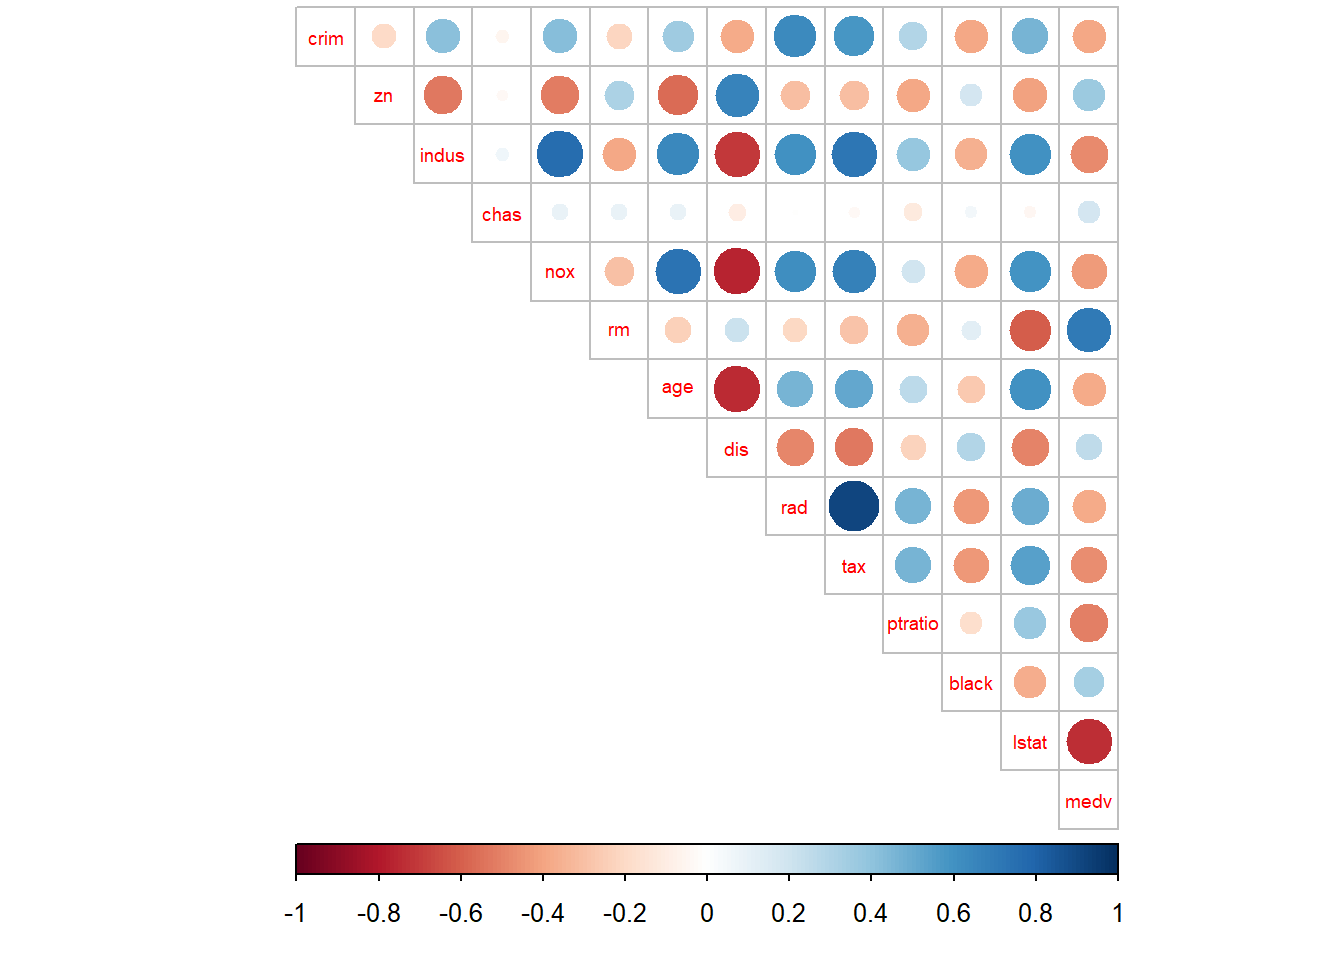 crim
zn
indus
chas
nox
rm
age
dis
rad
tax
ptratio
black
lstat
medv
-1 -0.8 -0.6 -0.4 -0.2 0 0.2 0.4 0.6 0.8 1